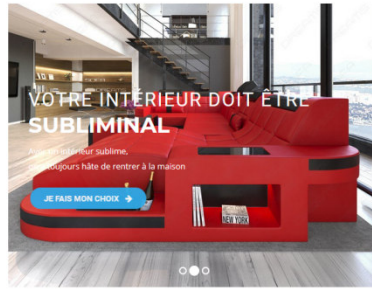 VOTRE INTÉRIEUR DOIT ÊTRE
SUBLIMINAL
intérieur sublime,
toujours hâte de rentrer à la maison
JE FAIS MON CHOIX
NEW YORK